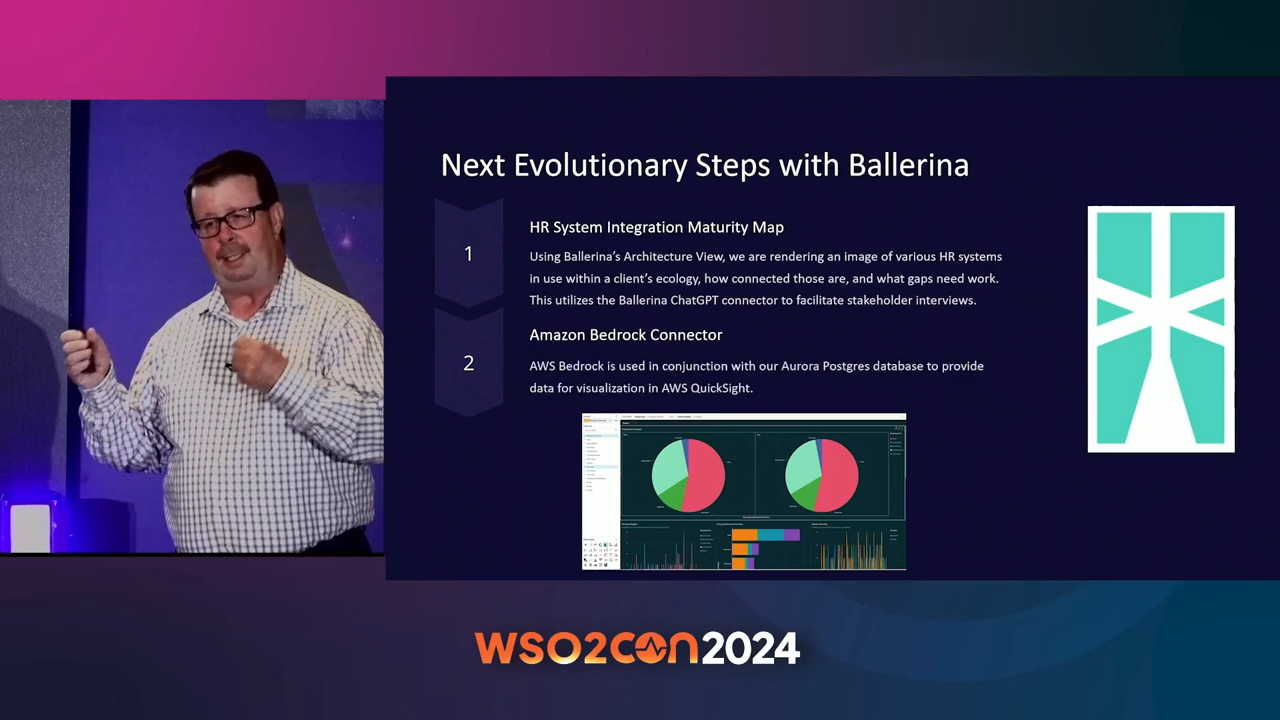 Next Evolutionary Steps with Ballerina
1
HR System Integration Maturity Map
Using Ballerina's Architecture View, we are rendering an image of various HR systems
in use within a client's ecology, how connected those are, and what gaps need work.
This utilizes the Ballerina ChatGPT connector to facilitate stakeholder interviews.
2
Amazon Bedrock Connector
AWS Bedrock is used in conjunction with our Aurora Postgres database to provide
data for visualization in AWS QuickSight.
WSO2CON2024